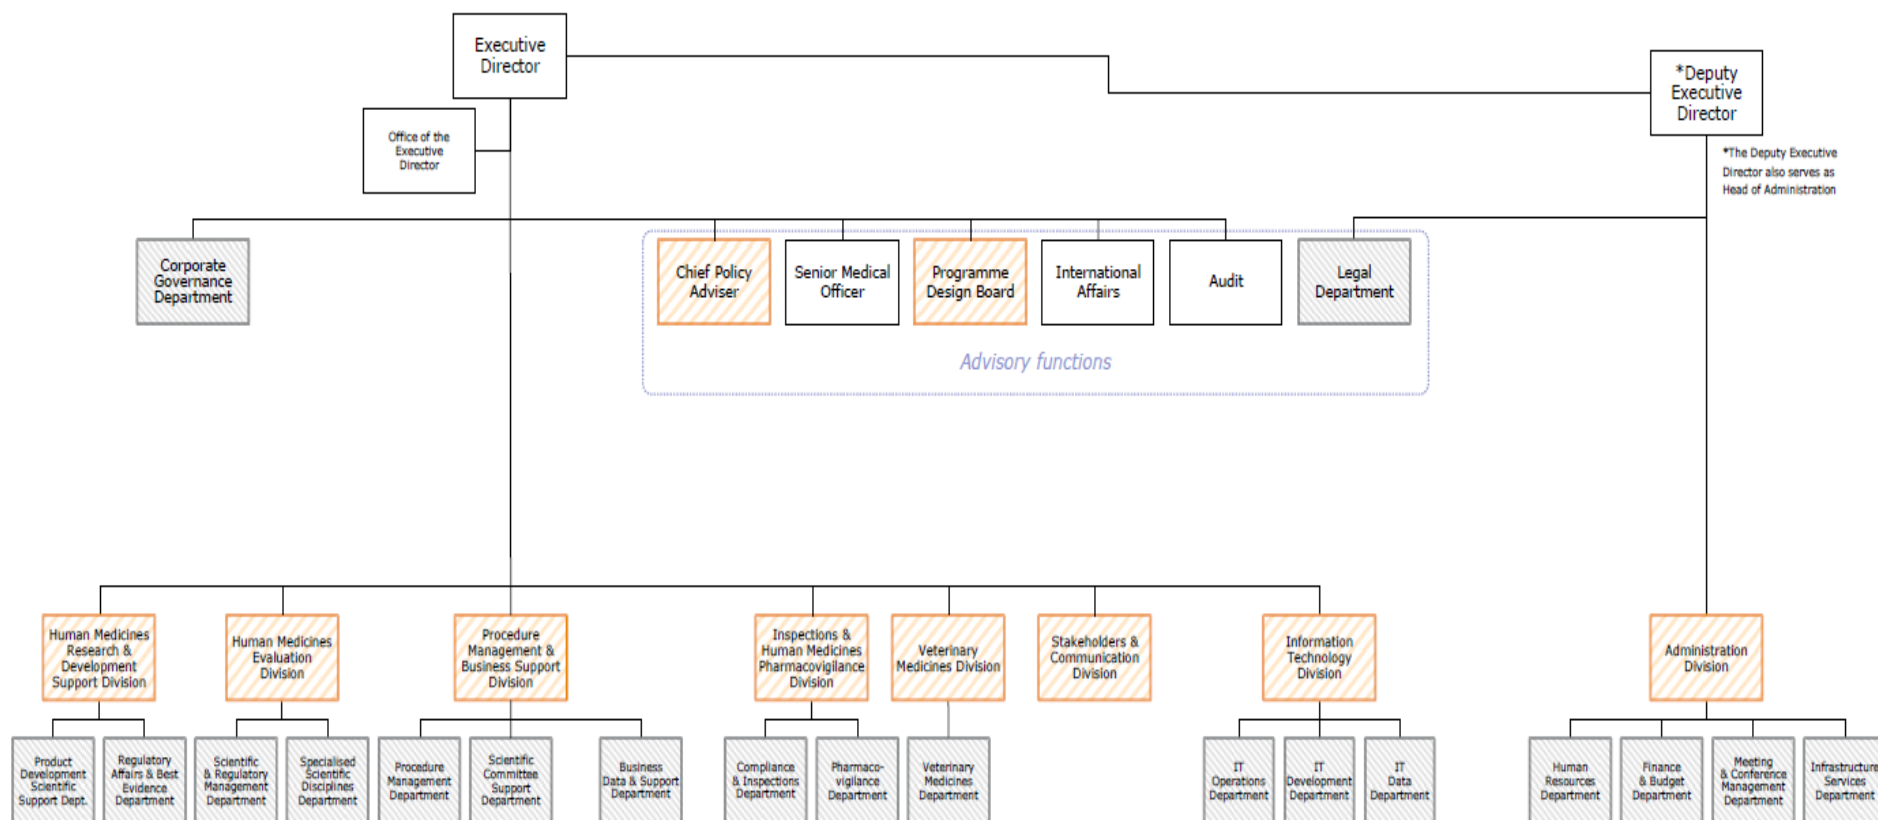 Executive
Director
*Deputy
Executive
Director
Office of the
Executive
Director
*The Deputy Executive
Director also serves as
Head of Administration
Corporate
Governance
Department
Chief Policy
Adviser
Senior Medical
Officer
Programme
Design Board
International
Affairs
Audit
Legal
Department
Advisory functions
Human Medicines
Research &
Development
Support Division
Human Medicines
Evaluation
Division
Procedure
Management &
Business Support
Division
Inspections &
Human Medicines
Pharmacovigilance
Division
Veterinary
Medicines Division
Stakeholders &
Communication
Division
Information
Technology
Division
Administration
Division
Product
Development
Scientific
Support Dept.
Regulatory
Affairs & Best
Evidence
Department
Scientific
& Regulatory
Management
Department
Specialised
Scientific
Disciplines
Department
Procedure
Management
Department
Scientific
Committee
Support
Department
Business
Data & Support
Department
Compliance
& Inspections
Department
Pharmaco-
vigilance
Department
Veterinary
Medicines
Department
IT
Operations
Department
IT
Development
Department
IT
Data
Department
Human
Resources
Department
Finance
& Budget
Department
Meeting
& Conference
Management
Department
Infrastructure
Services
Department